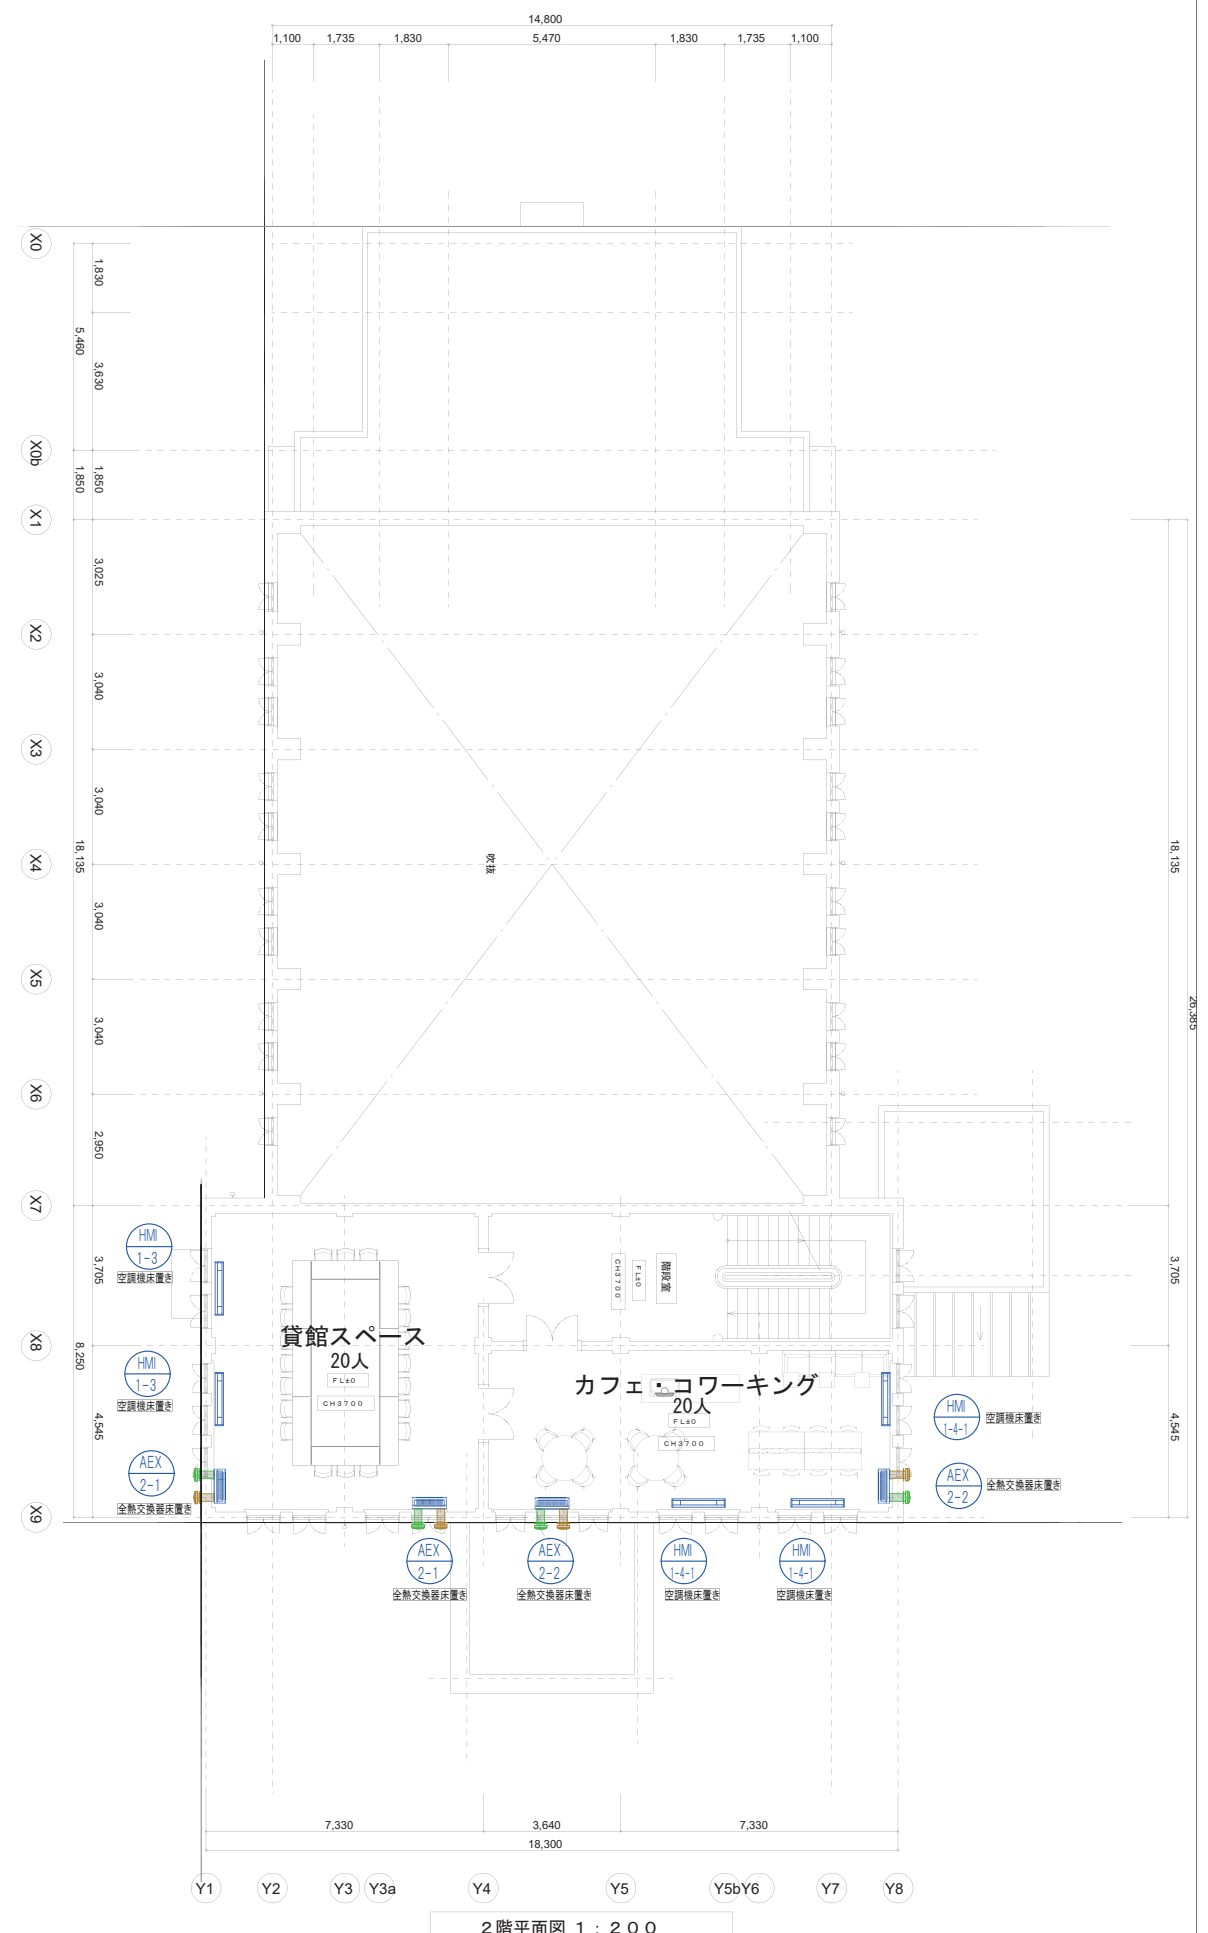 14,800
1,100 1,735 1,830 5,470 1,830 1,735 1,100
X0
1,830
5,460
3,630
X0b
1,850 1,850
X1
3,025
X2
3,040
X3
3,040
18,135
X4
吹抜
18,135
3,040
X5
26,385
3,040
X6
2,950
X7
HMI
1-3
空調機床置き
3,705
CH3700
FL±0
階段室
3,705
8,250
X8
貸館スペース
20人
FL±0
CH3700
HMI
1-3
空調機床置き
カフェ・コワーキング
20人
FL±0
CH3700
HMI
1-4-1
空調機床置き
4,545
4,545
AEX
2-1
全熱交換器床置き
AEX
2-2
全熱交換器床置き
X9
AEX
2-1
全熱交換器床置き
AEX
2-2
全熱交換器床置き
HMI
1-4-1
空調機床置き
HMI
1-4-1
空調機床置き
7,330 3,640 7,330
18,300
Y1 Y2 Y3 Y3a Y4 Y5 Y5b Y6 Y7 Y8
2階平面図 1：200